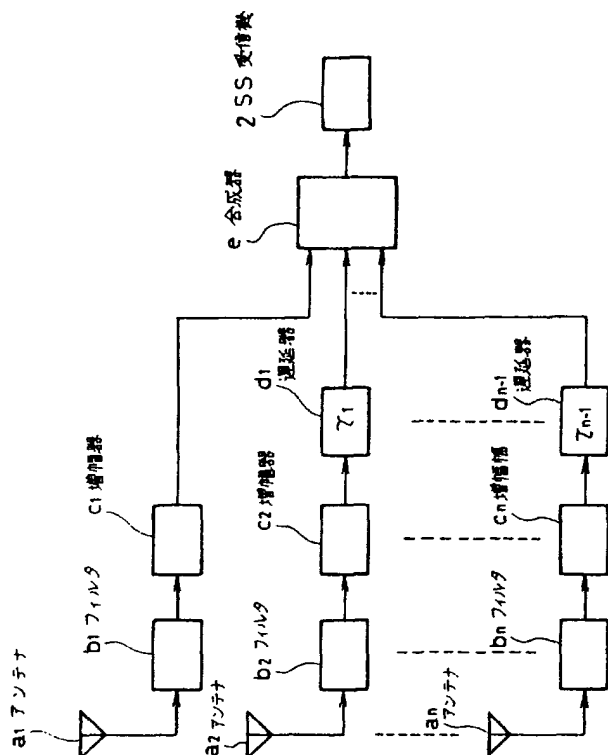 a1 アンテナ
b1 フィルタ
c1 増幅器
a2 アンテナ
b2 フィルタ
c2 増幅器
d1
遅延器
τ1
e 合成器
2 SS 受信機
an
アンテナ
bn フィルタ
cn 増幅器
dn-1
遅延器
τn-1